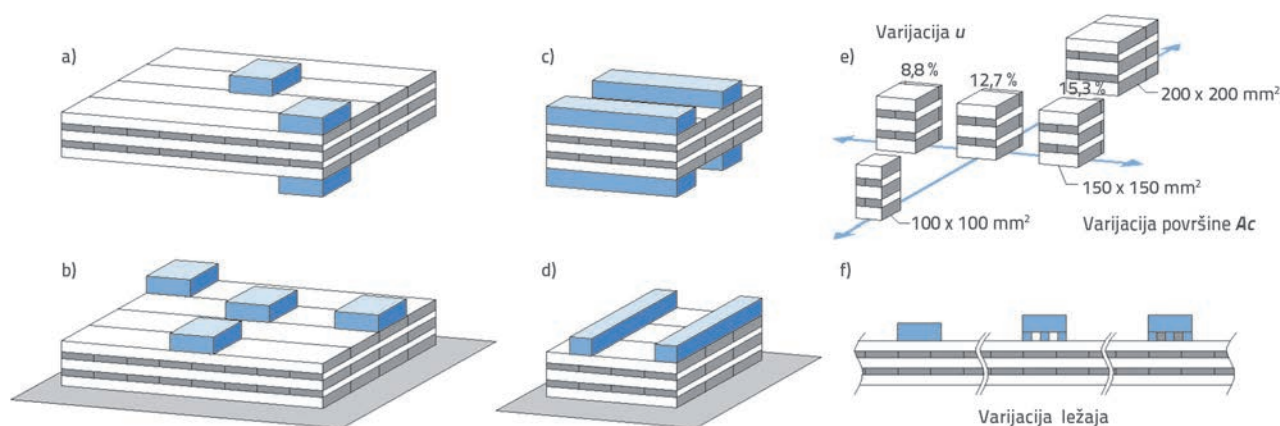 a)
c)
Varijacija u
e)
8,8 %
12,7 %
15,3 %
200 x 200 mm²
150 x 150 mm²
100 x 100 mm²
Varijacija površine Ac
b)
d)
f)
Varijacija ležaja